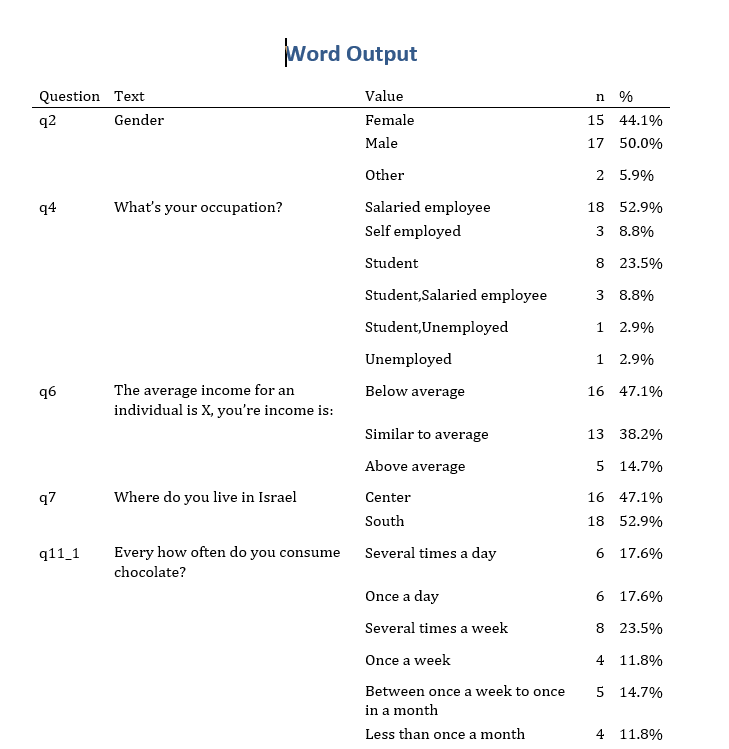 Word Output
Question Text Value n %
q2 Gender Female 15 44.1%
Male 17 50.0%
Other 2 5.9%
q4 What's your occupation? Salaried employee 18 52.9%
Self employed 3 8.8%
Student 8 23.5%
Student,Salaried employee 3 8.8%
Student,Unemployed 1 2.9%
Unemployed 1 2.9%
q6 The average income for an Below average 16 47.1%
individual is X, you're income is:
Similar to average 13 38.2%
Above average 5 14.7%
q7 Where do you live in Israel Center 16 47.1%
South 18 52.9%
q11_1 Every how often do you consume Several times a day 6 17.6%
chocolate?
Once a day 6 17.6%
Several times a week 8 23.5%
Once a week 4 11.8%
Between once a week to once 5 14.7%
in a month
Less than once a month 4 11.8%